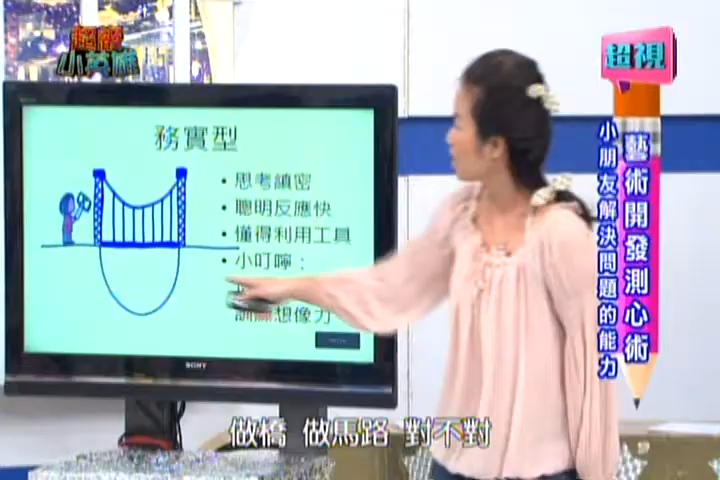 超級
小英雄
超視
藝術開發測心術
小朋友解決問題的能力
務實型
• 思考縝密
• 聰明反應快
• 懂得利用工具
• 小叮嚀：
訓練想像力
SONY
做橋 做馬路 對不對